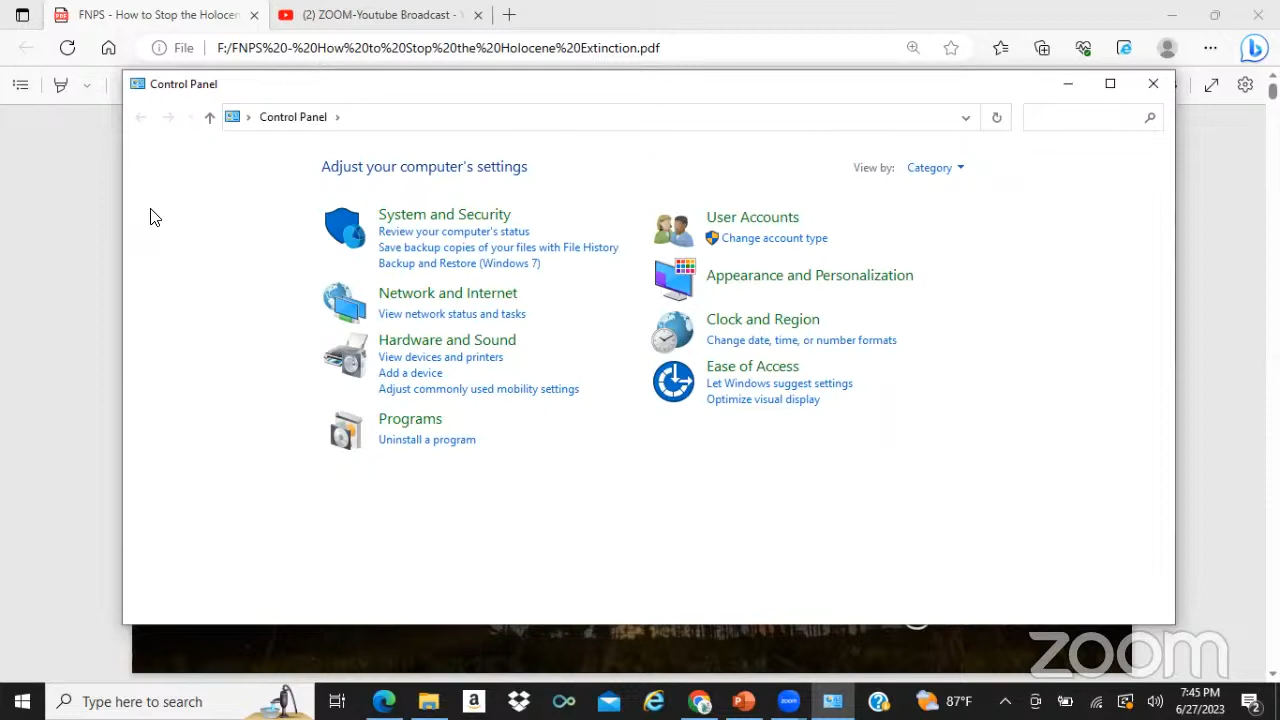 FNPS - How to Stop the Holocen
(2) ZOOM-Youtube Broadcast -
File
F:/FNPS%20-%20How%20to%20Stop%20the%20Holocene%20Extinction.pdf
Control Panel
Control Panel
Adjust your computer's settings
View by: Category
System and Security
Review your computer's status
Save backup copies of your files with File History
Backup and Restore (Windows 7)
Network and Internet
View network status and tasks
Hardware and Sound
View devices and printers
Add a device
Adjust commonly used mobility settings
Programs
Uninstall a program
User Accounts
Change account type
Appearance and Personalization
Clock and Region
Change date, time, or number formats
Ease of Access
Let Windows suggest settings
Optimize visual display
zoom
Type here to search
zoom
87°F
7:45 PM
6/27/2023
2